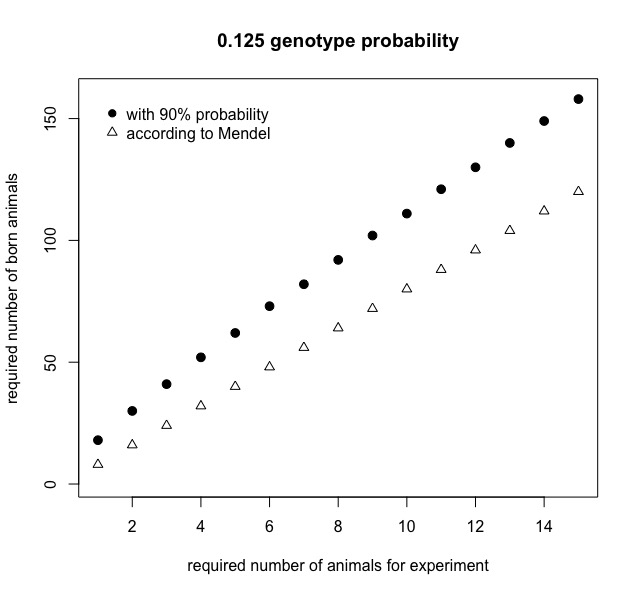 0.125 genotype probability
with 90% probability
according to Mendel
required number of born animals
150
100
50
0
2 4 6 8 10 12 14
required number of animals for experiment